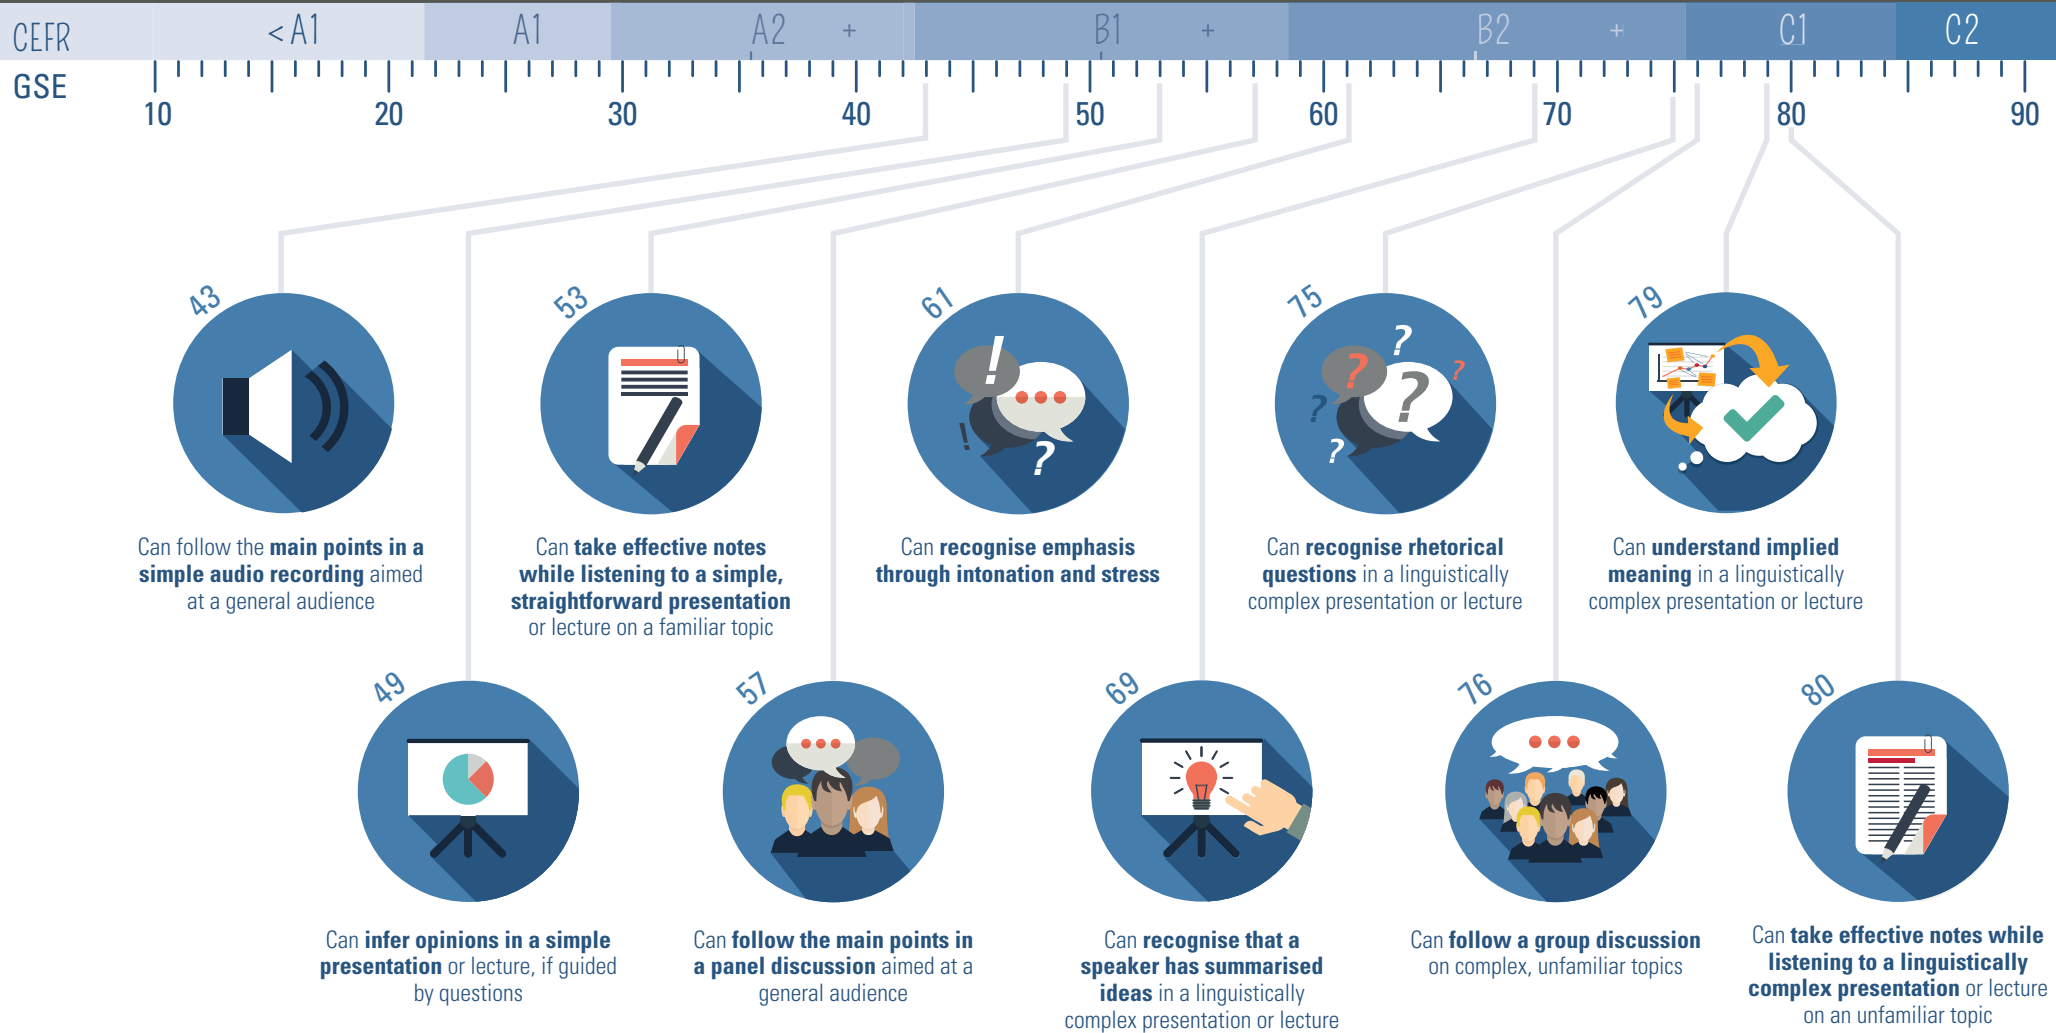 CEFR
< A1
A1
A2 +
B1 +
B2 +
C1
C2
GSE
10 20 30 40 50 60 70 80 90
43
Can follow the main points in a
simple audio recording aimed
at a general audience
53
Can take effective notes
while listening to a simple,
straightforward presentation
or lecture on a familiar topic
61
Can recognise emphasis
through intonation and stress
75
Can recognise rhetorical
questions in a linguistically
complex presentation or lecture
79
Can understand implied
meaning in a linguistically
complex presentation or lecture
49
Can infer opinions in a simple
presentation or lecture, if guided
by questions
57
Can follow the main points in
a panel discussion aimed at a
general audience
69
Can recognise that a
speaker has summarised
ideas in a linguistically
complex presentation or lecture
76
Can follow a group discussion
on complex, unfamiliar topics
80
Can take effective notes while
listening to a linguistically
complex presentation or lecture
on an unfamiliar topic